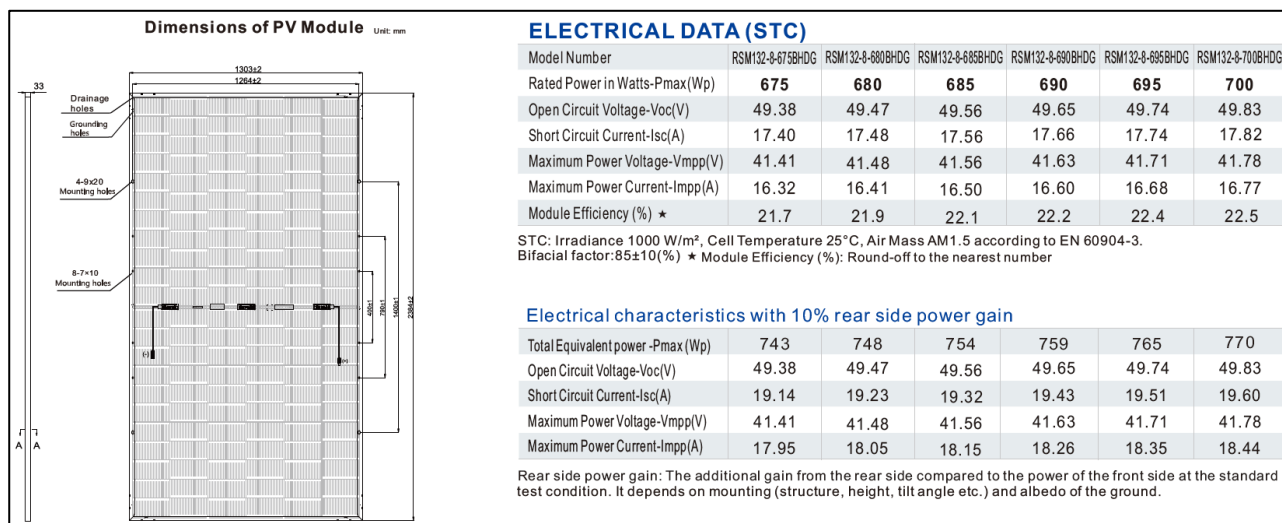 Dimensions of PV Module Unit: mm
1303±2
1264±2
33
Drainage
holes
Grounding
holes
4-9x20
Mounting holes
8-7×10
Mounting holes
400±1
790±1
1400±1
2384±2
(-)
(+)
A A
ELECTRICAL DATA (STC)
Model Number RSM132-8-675BHDG RSM132-8-680BHDG RSM132-8-685BHDG RSM132-8-690BHDG RSM132-8-695BHDG RSM132-8-700BHDG
Rated Power in Watts-Pmax(Wp) 675 680 685 690 695 700
Open Circuit Voltage-Voc(V) 49.38 49.47 49.56 49.65 49.74 49.83
Short Circuit Current-Isc(A) 17.40 17.48 17.56 17.66 17.74 17.82
Maximum Power Voltage-Vmpp(V) 41.41 41.48 41.56 41.63 41.71 41.78
Maximum Power Current-Impp(A) 16.32 16.41 16.50 16.60 16.68 16.77
Module Efficiency (%) ★ 21.7 21.9 22.1 22.2 22.4 22.5
STC: Irradiance 1000 W/m², Cell Temperature 25°C, Air Mass AM1.5 according to EN 60904-3.
Bifacial factor:85±10(%) ★ Module Efficiency (%): Round-off to the nearest number
Electrical characteristics with 10% rear side power gain
Total Equivalent power -Pmax (Wp) 743 748 754 759 765 770
Open Circuit Voltage-Voc(V) 49.38 49.47 49.56 49.65 49.74 49.83
Short Circuit Current-Isc(A) 19.14 19.23 19.32 19.43 19.51 19.60
Maximum Power Voltage-Vmpp(V) 41.41 41.48 41.56 41.63 41.71 41.78
Maximum Power Current-Impp(A) 17.95 18.05 18.15 18.26 18.35 18.44
Rear side power gain: The additional gain from the rear side compared to the power of the front side at the standard
test condition. It depends on mounting (structure, height, tilt angle etc.) and albedo of the ground.